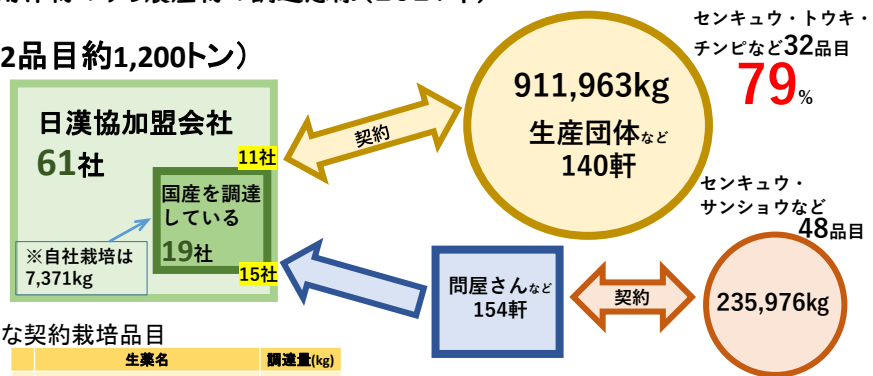 2品目約1,200トン）
日漢協加盟会社
61社
11社
国産を調達
している
19社
※自社栽培は
7,371kg
15社
契約
911,963kg
生産団体など
140軒
センキュウ・トウキ・
チンピなど32品目
79%
センキュウ・
サンショウなど
48品目
問屋さんなど
154軒
契約
235,976kg
な契約栽培品目
生薬名 調達量(kg)